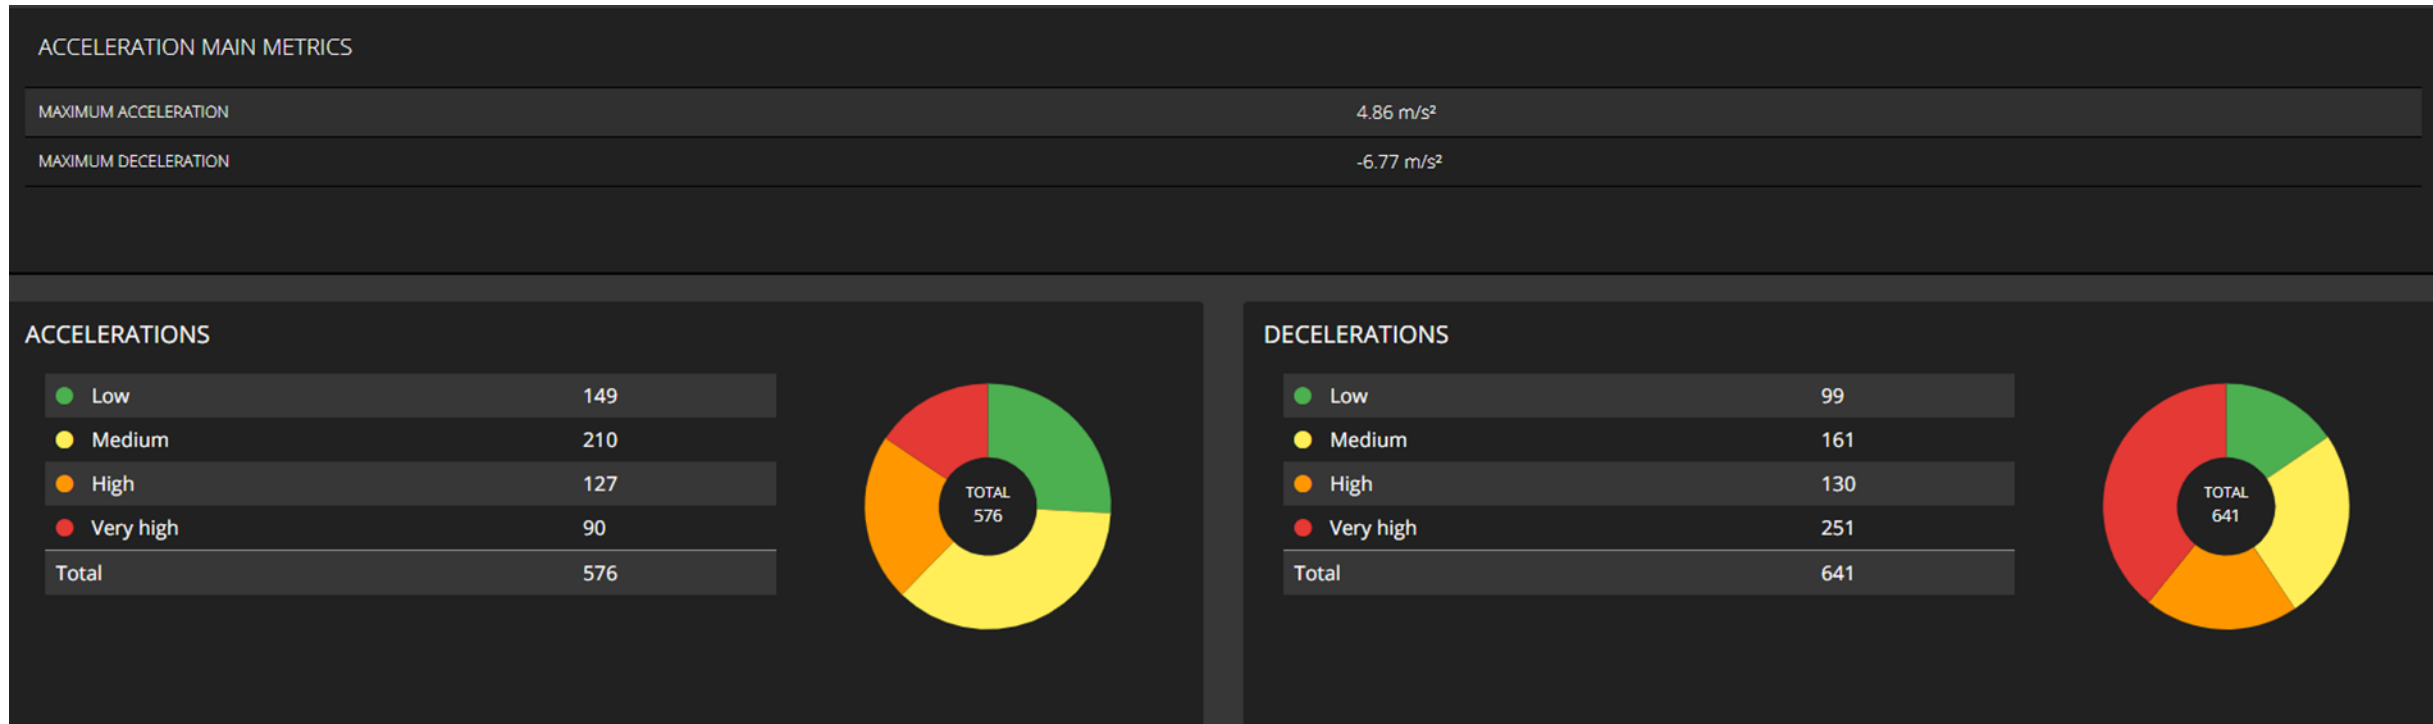 ACCELERATION MAIN METRICS
MAXIMUM ACCELERATION 4.86 m/s²
MAXIMUM DECELERATION -6.77 m/s²
ACCELERATIONS
Low 149
Medium 210
High 127
Very high 90
Total 576
TOTAL
576
DECELERATIONS
Low 99
Medium 161
High 130
Very high 251
Total 641
TOTAL
641